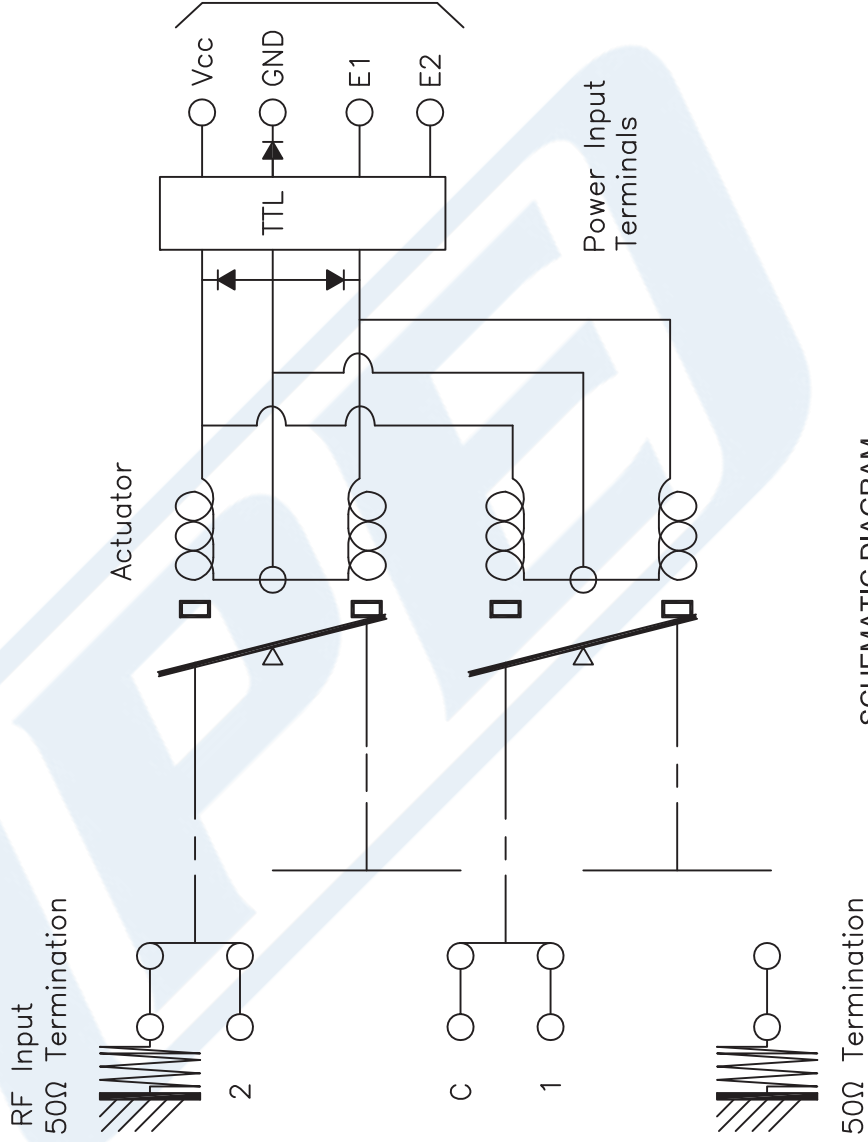 Vcc
GND
E1
E2
TTL
Power Input
Terminals
Actuator
RF Input
50Ω Termination
2
C
1
50Ω Termination
SCHEMATIC DIAGRAM